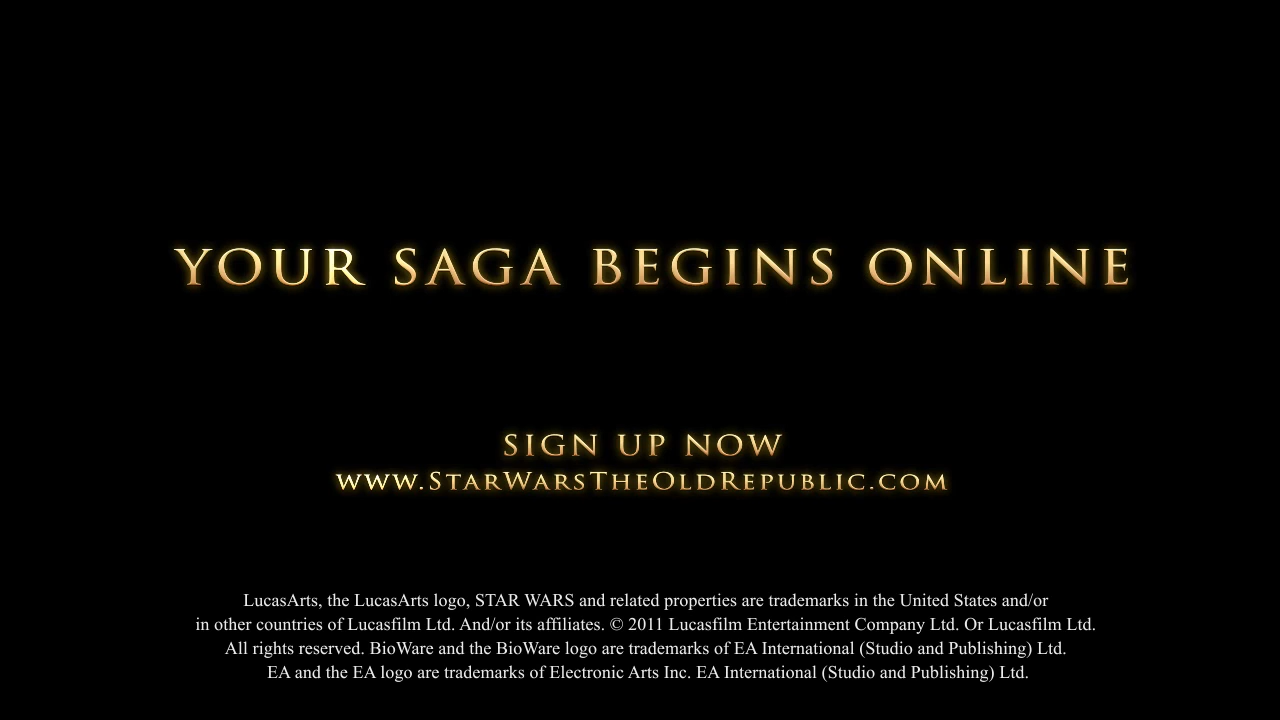 YOUR SAGA BEGINS ONLINE
SIGN UP NOW
WWW.STARWARSTHEOLDREPUBLIC.COM
LucasArts, the LucasArts logo, STAR WARS and related properties are trademarks in the United States and/or
in other countries of Lucasfilm Ltd. And/or its affiliates. © 2011 Lucasfilm Entertainment Company Ltd. Or Lucasfilm Ltd.
All rights reserved. BioWare and the BioWare logo are trademarks of EA International (Studio and Publishing) Ltd.
EA and the EA logo are trademarks of Electronic Arts Inc. EA International (Studio and Publishing) Ltd.